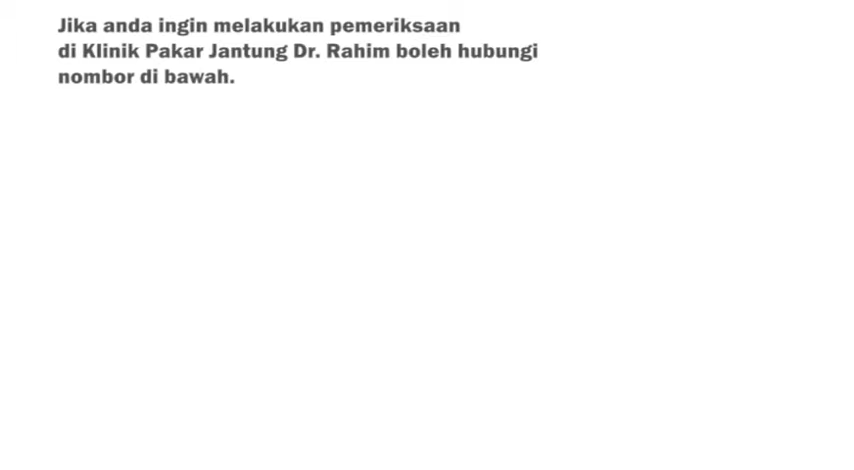 Jika anda ingin melakukan pemeriksaan
di Klinik Pakar Jantung Dr. Rahim boleh hubungi
nombor di bawah.